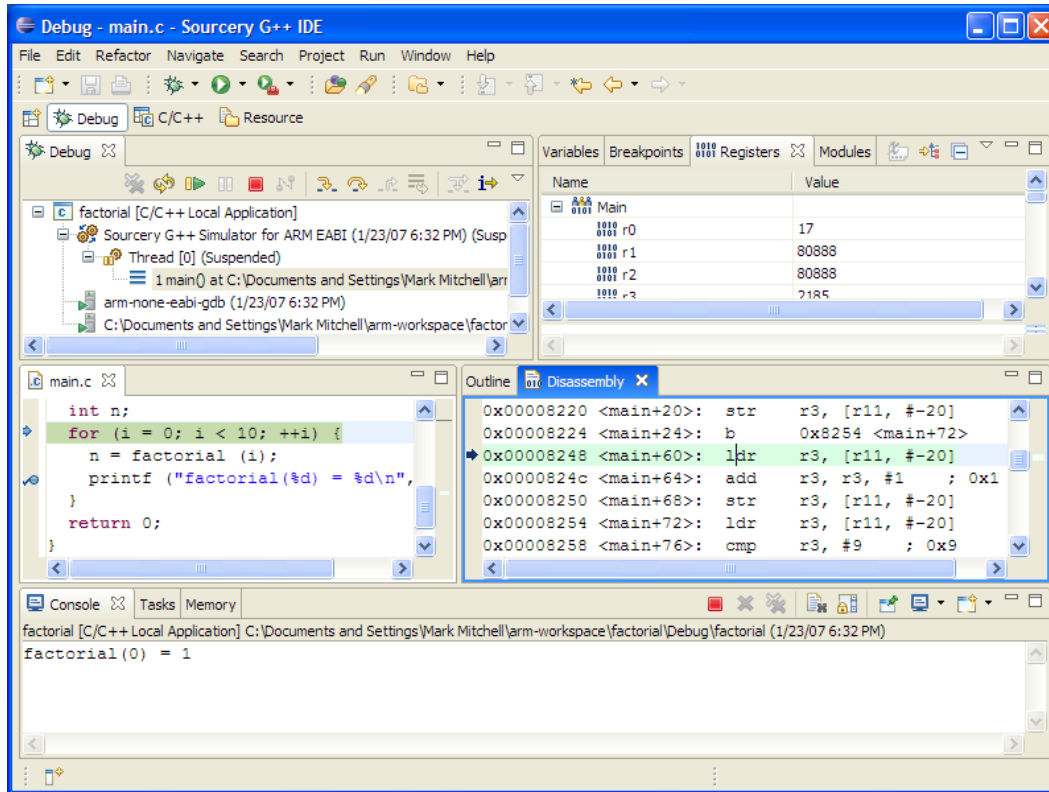 Debug - main.c - Sourcery G++ IDE
File Edit Refactor Navigate Search Project Run Window Help
Debug C/C++ Resource
Debug
factorial [C/C++ Local Application]
Sourcery G++ Simulator for ARM EABI (1/23/07 6:32 PM) (Susp
Thread [0] (Suspended)
1 main() at C:\Documents and Settings\Mark Mitchell\arr
arm-none-eabi-gdb (1/23/07 6:32 PM)
C:\Documents and Settings\Mark Mitchell\arm-workspace\factor
Variables Breakpoints Registers Modules
Name Value
Main
r0 17
r1 80888
r2 80888
r3 2185
main.c
int n;
for (i = 0; i < 10; ++i) {
n = factorial (i);
printf ("factorial(%d) = %d\n",
}
return 0;
}
Outline Disassembly
0x00008220 <main+20>: str r3, [r11, #-20]
0x00008224 <main+24>: b 0x8254 <main+72>
0x00008248 <main+60>: ldr r3, [r11, #-20]
0x0000824c <main+64>: add r3, r3, #1 ; 0x1
0x00008250 <main+68>: str r3, [r11, #-20]
0x00008254 <main+72>: ldr r3, [r11, #-20]
0x00008258 <main+76>: cmp r3, #9 ; 0x9
Console Tasks Memory
factorial [C/C++ Local Application] C:\Documents and Settings\Mark Mitchell\arm-workspace\factorial\Debug\factorial (1/23/07 6:32 PM)
factorial(0) = 1